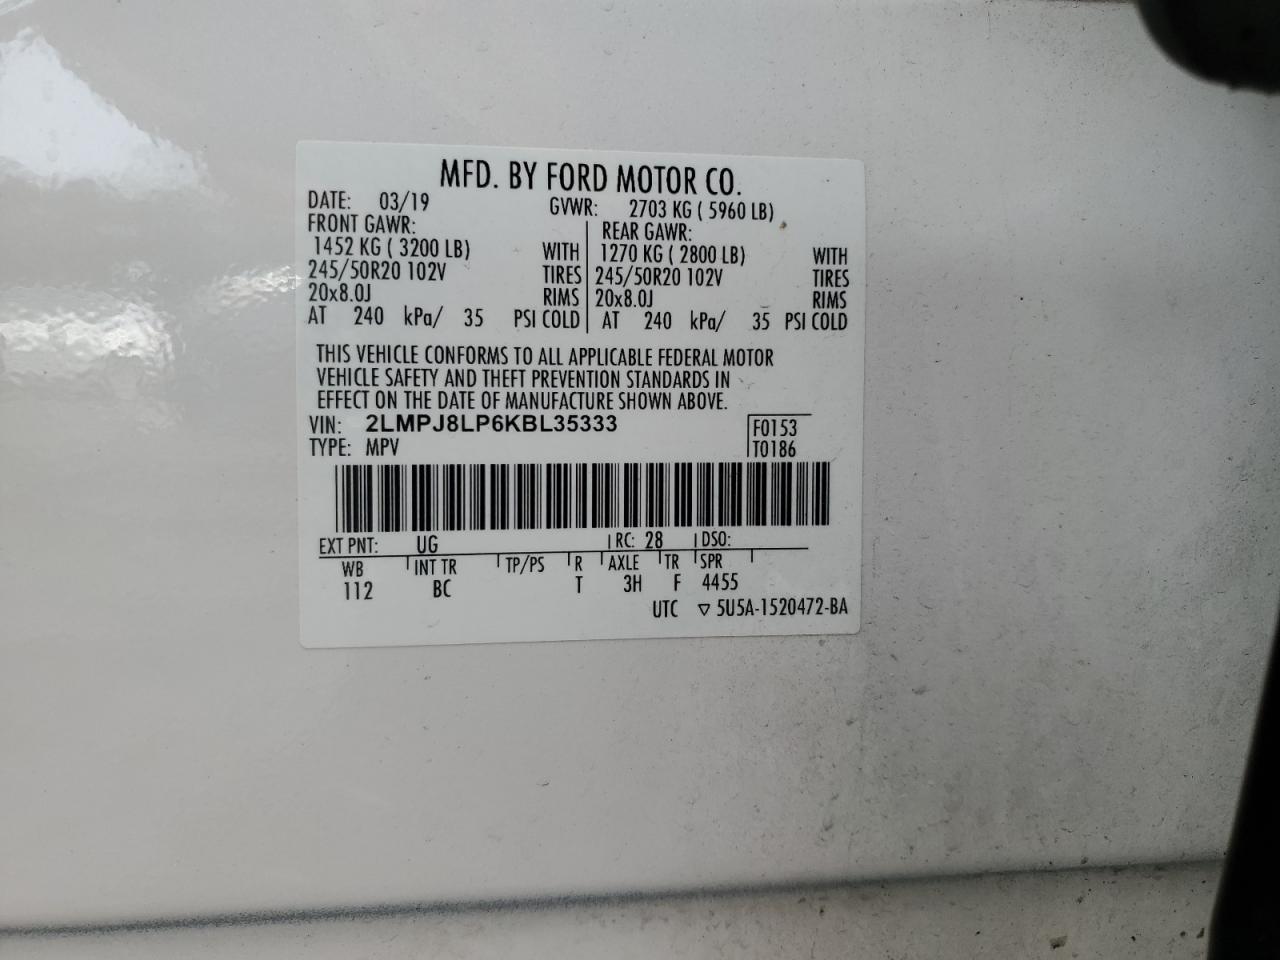 MFD. BY FORD MOTOR CO.
DATE: 03/19 GVWR: 2703 KG ( 5960 LB)
FRONT GAWR: REAR GAWR:
1452 KG ( 3200 LB) WITH 1270 KG ( 2800 LB) WITH
245/50R20 102V TIRES 245/50R20 102V TIRES
20x8.0J RIMS 20x8.0J RIMS
AT 240 kPa/ 35 PSI COLD AT 240 kPa/ 35 PSI COLD
THIS VEHICLE CONFORMS TO ALL APPLICABLE FEDERAL MOTOR
VEHICLE SAFETY AND THEFT PREVENTION STANDARDS IN
EFFECT ON THE DATE OF MANUFACTURE SHOWN ABOVE.
VIN: 2LMPJ8LP6KBL35333 F0153
TYPE: MPV T0186
EXT PNT: UG RC: 28 DSO:
WB INT TR TP/PS R AXLE TR SPR
112 BC T 3H F 4455
UTC ▽ 5U5A-1520472-BA